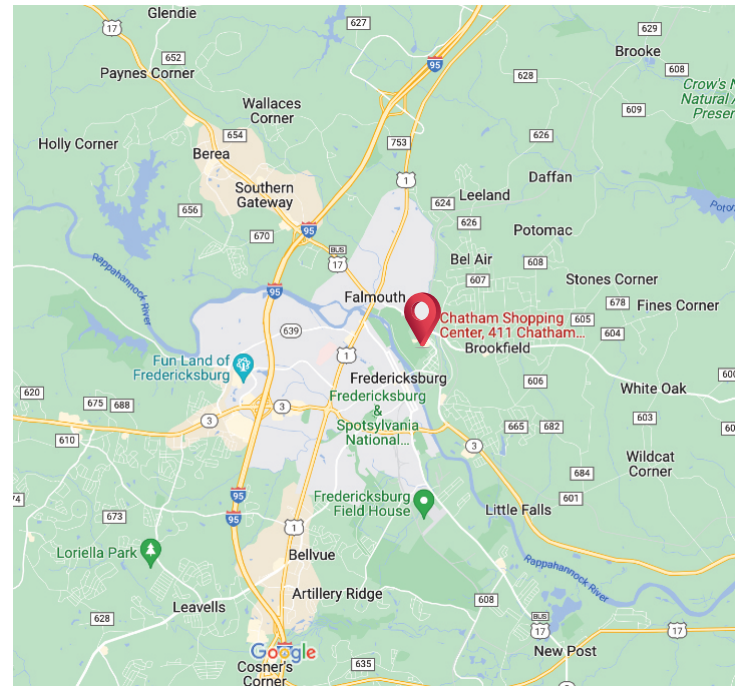 Glendie
17
627
629
652
95
Brooke
Paynes Corner
628
608
Crow's N
Natural A
Preser
Wallaces
Corner
609
654
753
626
Holly Corner
Berea
1
Daffan
Southern
Gateway
Leeland
624
656
626
Potomac
670
95
BUS
17
Bel Air
608
Rappahannock
River
607
Stones Corner
95
Falmouth
678
Fines Corner
639
Chatham Shopping
Center, 411 Chatham...
605
604
1
Brookfield
Fun Land of
Fredericksburg
Fredericksburg
606
600
620
Fredericksburg
&
Spotsylvania
National...
White Oak
675
688
3
3
603
665
682
610
3
Wildcat
Corner
684
95
Fredericksburg
Field House
601
Little Falls
673
95
1
Loriella Park
Bellvue
Rappahannock
River
Artillery Ridge
608
Leavells
628
BUS
17
17
Google
New Post
635
Cosner's
Corner